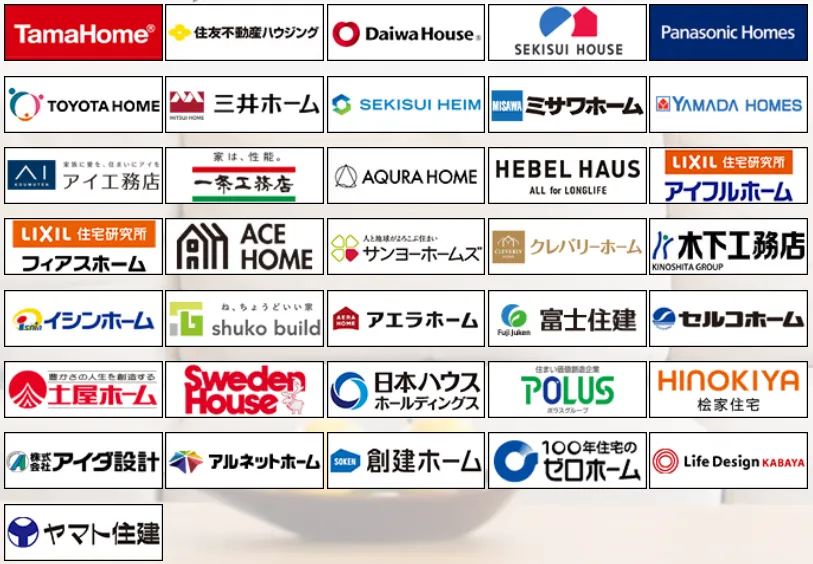 TamaHome®
住友不動産ハウジング
DaiwaHouse®
SEKISUI HOUSE
Panasonic Homes
TOYOTA HOME
MITSUI HOME
三井ホーム
SEKISUI HEIM
MISAWA
ミサワホーム
YAMADA HOMES
家族に愛を、住まいにアイを
AI
KOUMUTEN
アイ工務店
家は、性能。
一条工務店
AQURA HOME
HEBEL HAUS
ALL for LONGLIFE
LIXIL 住宅研究所
アイフルホーム
LIXIL 住宅研究所
フィアスホーム
ACE
HOME
人と地球がよろこぶ住まい
サンヨーホームズ
CLEVERLY
HOME
クレバリーホーム
木下工務店
KINOSHITA GROUP
ishin
イシンホーム
ね、ちょうどいい家
shuko build
AERA
HOME
アエラホーム
Fuji Juken
富士住建
セルコホーム
豊かさの人生を創造する
土屋ホーム
Sweden
House
日本ハウス
ホールディングス
住まい価値創造企業
POLUS
ポラスグループ
HINOKIYA
桧家住宅
株式
会社
アイダ設計
アルネットホーム
SOKEN
創建ホーム
100年住宅の
ゼロホーム
Life Design KABAYA
ヤマト住建